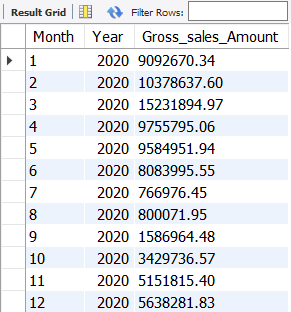 Result Grid Filter Rows:
Month Year Gross_sales_Amount
1 2020 9092670.34
2 2020 10378637.60
3 2020 15231894.97
4 2020 9755795.06
5 2020 9584951.94
6 2020 8083995.55
7 2020 766976.45
8 2020 800071.95
9 2020 1586964.48
10 2020 3429736.57
11 2020 5151815.40
12 2020 5638281.83